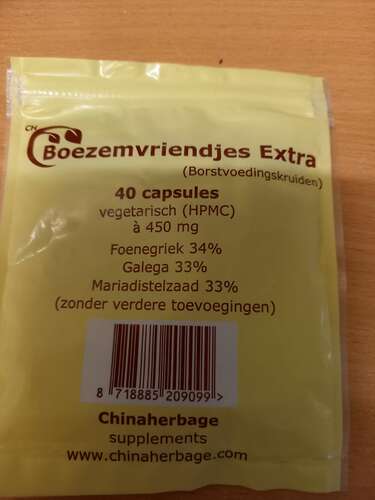 CN
Boezemvriendjes Extra
(Borstvoedingskruiden)
40 capsules
vegetarisch (HPMC)
à 450 mg
Foenegriek 34%
Galega 33%
Mariadistelzaad 33%
(zonder verdere toevoegingen)
8 718885 209099>
Chinaherbage
supplements
www.chinaherbage.com